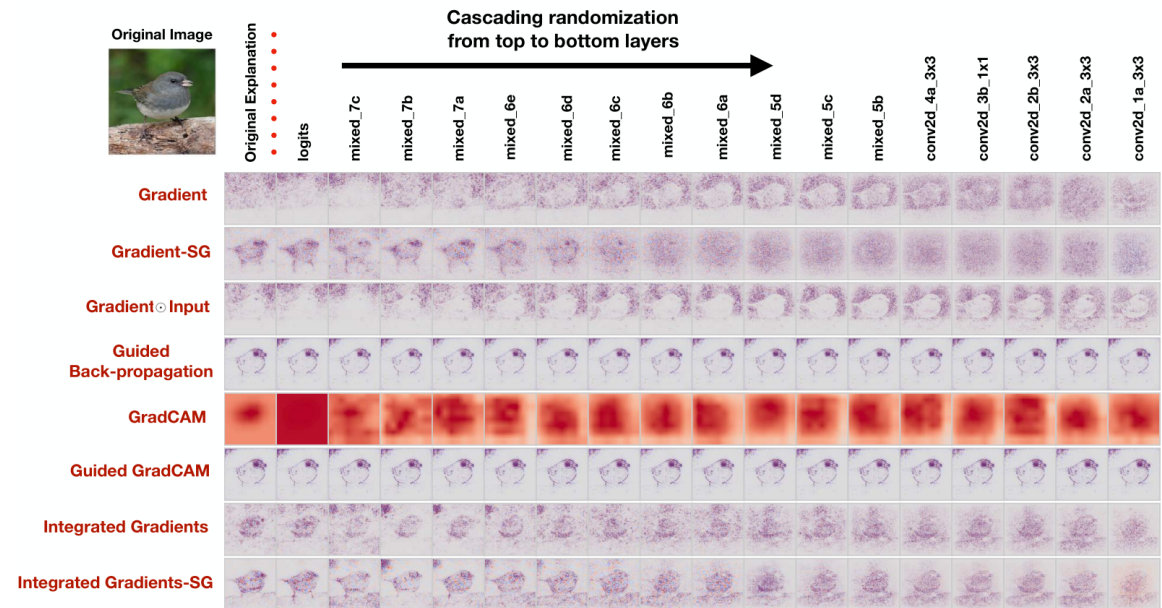 Cascading randomization
from top to bottom layers
Original Image
Original Explanation
logits
mixed_7c
mixed_7b
mixed_7a
mixed_6e
mixed_6d
mixed_6c
mixed_6b
mixed_6a
mixed_5d
mixed_5c
mixed_5b
conv2d_4a_3x3
conv2d_3b_1x1
conv2d_2b_3x3
conv2d_2a_3x3
conv2d_1a_3x3
Gradient
Gradient-SG
Gradient⊙Input
Guided
Back-propagation
GradCAM
Guided GradCAM
Integrated Gradients
Integrated Gradients-SG